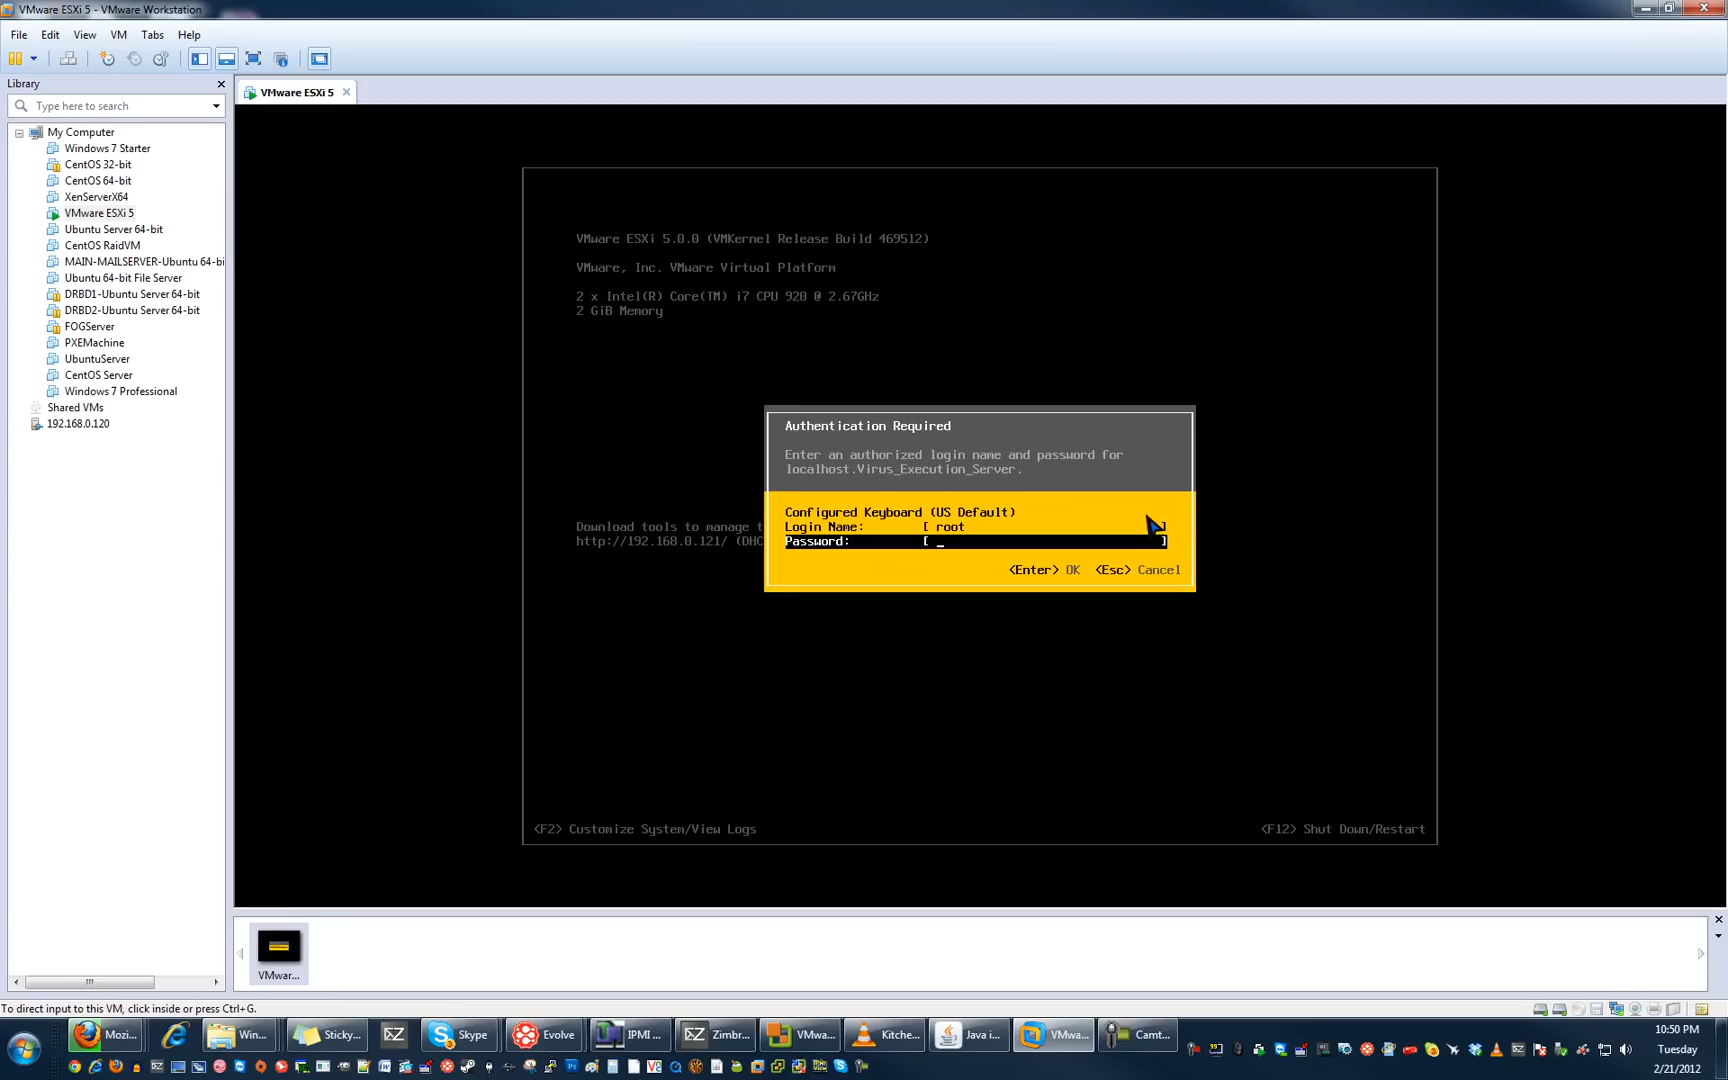 VMware ESXi 5 - VMware Workstation
File Edit View VM Tabs Help
Library
Type here to search
VMware ESXi 5
My Computer
Windows 7 Starter
CentOS 32-bit
CentOS 64-bit
XenServerX64
VMware ESXi 5
Ubuntu Server 64-bit
CentOS RaidVM
MAIN-MAILSERVER-Ubuntu 64-bi
Ubuntu 64-bit File Server
DRBD1-Ubuntu Server 64-bit
DRBD2-Ubuntu Server 64-bit
FOGServer
PXEMachine
UbuntuServer
CentOS Server
Windows 7 Professional
Shared VMs
192.168.0.120
VMware ESXi 5.0.0 (VMKernel Release Build 469512)
VMware, Inc. VMware Virtual Platform
2 x Intel(R) Core(TM) i7 CPU 920 @ 2.67GHz
2 GiB Memory
Authentication Required
Enter an authorized login name and password for
localhost.Virus_Execution_Server.
Configured Keyboard (US Default)
Login Name: [ root ]
Password: [ _ ]
<Enter> OK <Esc> Cancel
Download tools to manage t
http://192.168.0.121/ (DHC
<F2> Customize System/View Logs <F12> Shut Down/Restart
VMwar...
To direct input to this VM, click inside or press Ctrl+G.
Mozi... Win... Sticky... Skype Evolve IPMI ... Zimbr... VMwa... Kitche... Java i... VMwa... Camt...
10:50 PM
Tuesday
2/21/2012